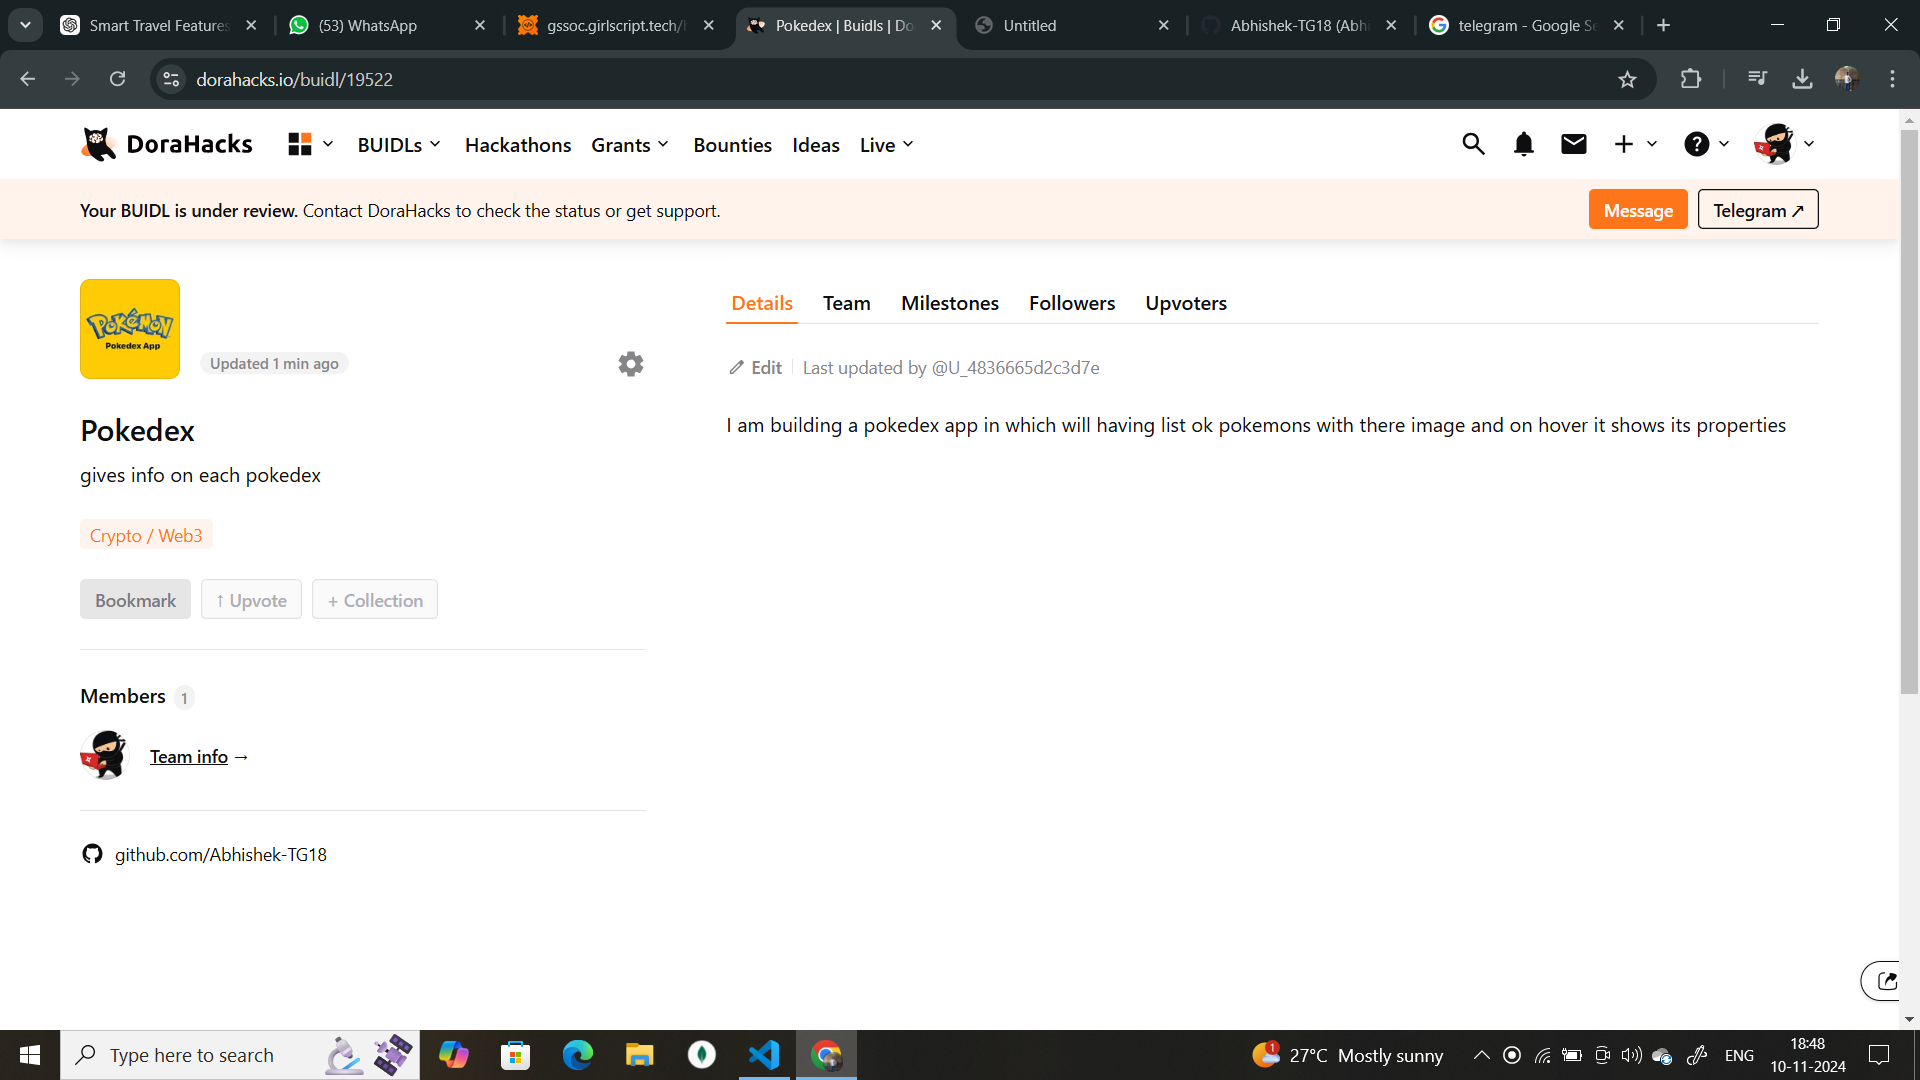 Smart Travel Features
(53) WhatsApp
gssoc.girlscript.tech/
Pokedex | Buidls | Do
Untitled
Abhishek-TG18 (Abhi
telegram - Google Se
dorahacks.io/buidl/19522
DoraHacks
BUIDLs
Hackathons
Grants
Bounties
Ideas
Live
Your BUIDL is under review. Contact DoraHacks to check the status or get support.
Message
Telegram ↗
POKéMON
Pokedex App
Updated 1 min ago
Details
Team
Milestones
Followers
Upvoters
Edit
Last updated by @U_4836665d2c3d7e
I am building a pokedex app in which will having list ok pokemons with there image and on hover it shows its properties
Pokedex
gives info on each pokedex
Crypto / Web3
Bookmark
↑ Upvote
+ Collection
Members 1
Team info →
github.com/Abhishek-TG18
Type here to search
1
27°C Mostly sunny
ENG
18:48
10-11-2024